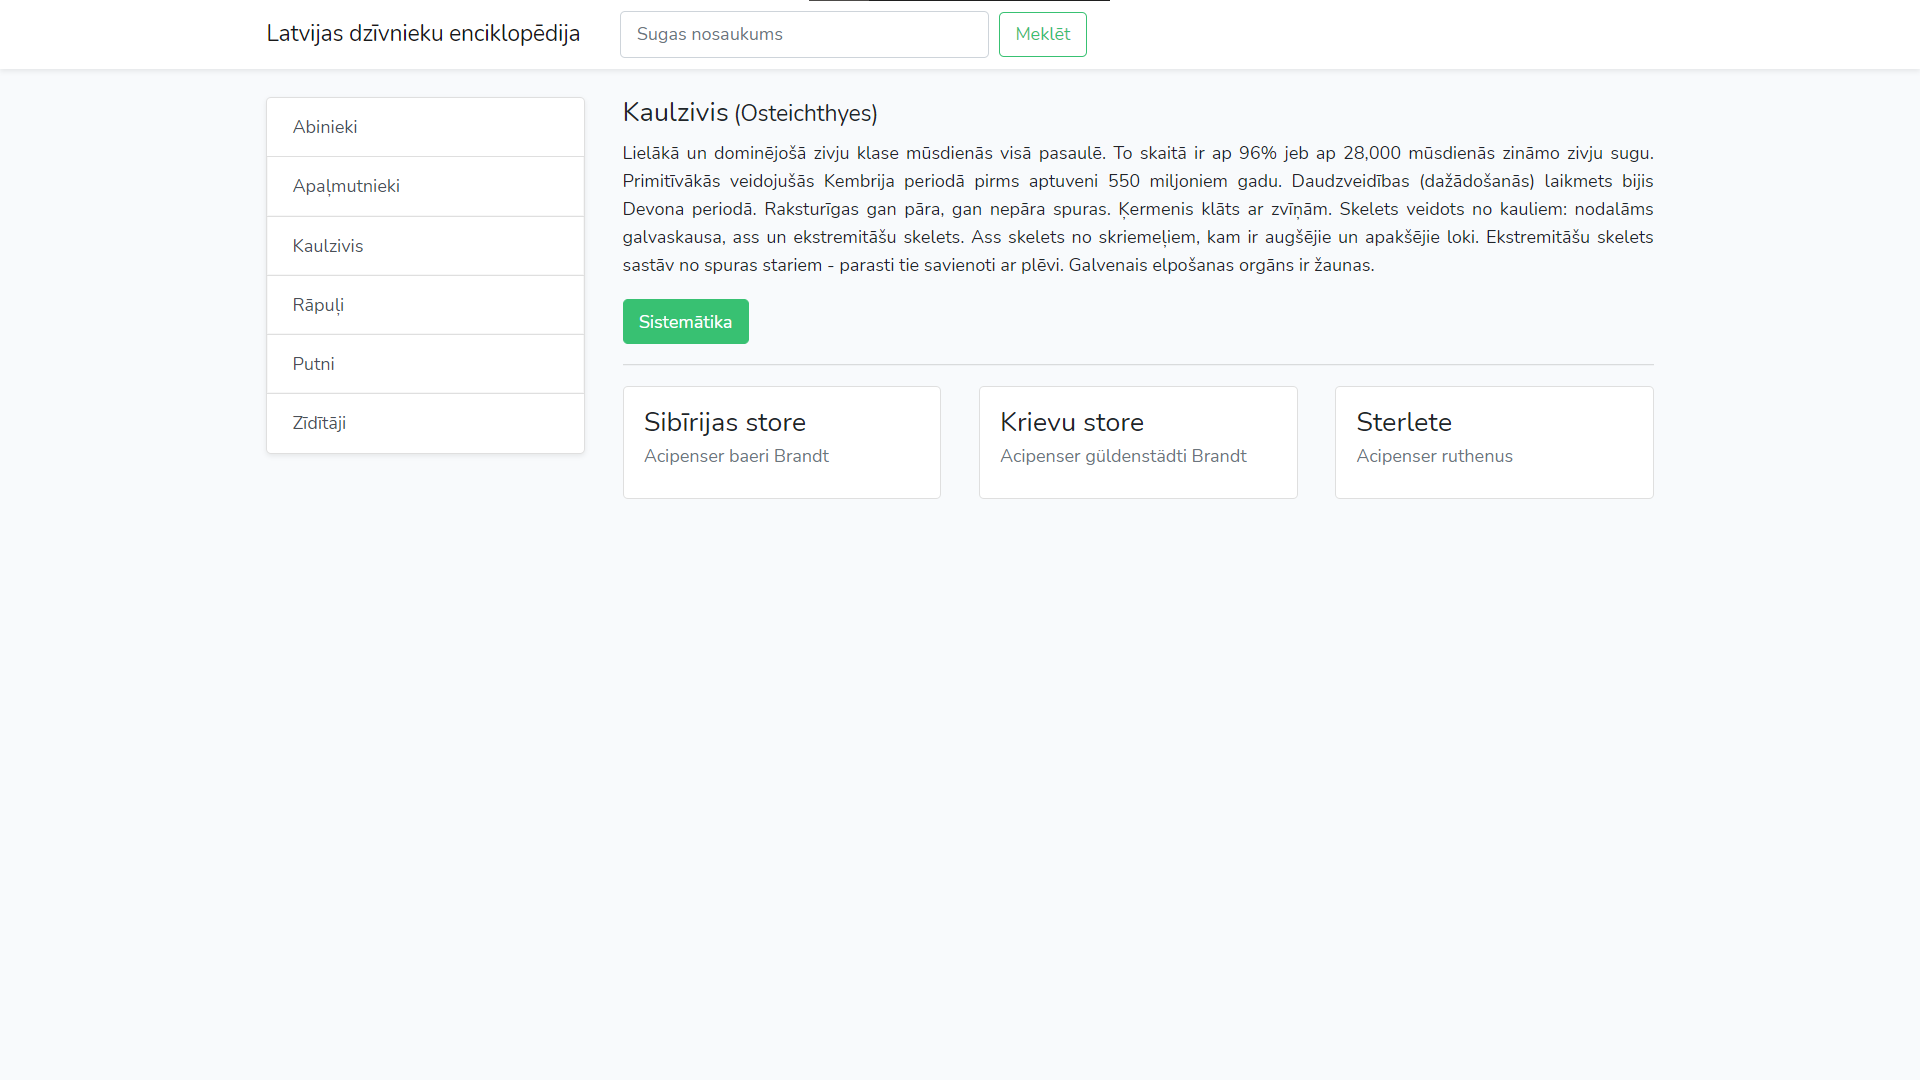 Latvijas dzīvnieku enciklopēdija
Sugas nosaukums
Meklēt
Abinieki
Apaļmutnieki
Kaulzivis
Rāpuļi
Putni
Zīdītāji
Kaulzivis (Osteichthyes)
Lielākā un dominējošā zivju klase mūsdienās visā pasaulē. To skaitā ir ap 96% jeb ap 28,000 mūsdienās zināmo zivju sugu.
Primitīvākās veidojušās Kembrija periodā pirms aptuveni 550 miljoniem gadu. Daudzveidības (dažādošanās) laikmets bijis
Devona periodā. Raksturīgas gan pāra, gan nepāra spuras. Ķermenis klāts ar zvīņām. Skelets veidots no kauliem: nodalāms
galvaskausa, ass un ekstremitāšu skelets. Ass skelets no skriemeļiem, kam ir augšējie un apakšējie loki. Ekstremitāšu skelets
sastāv no spuras stariem - parasti tie savienoti ar plēvi. Galvenais elpošanas orgāns ir žaunas.
Sistemātika
Sibīrijas store
Acipenser baeri Brandt
Krievu store
Acipenser güldenstädti Brandt
Sterlete
Acipenser ruthenus